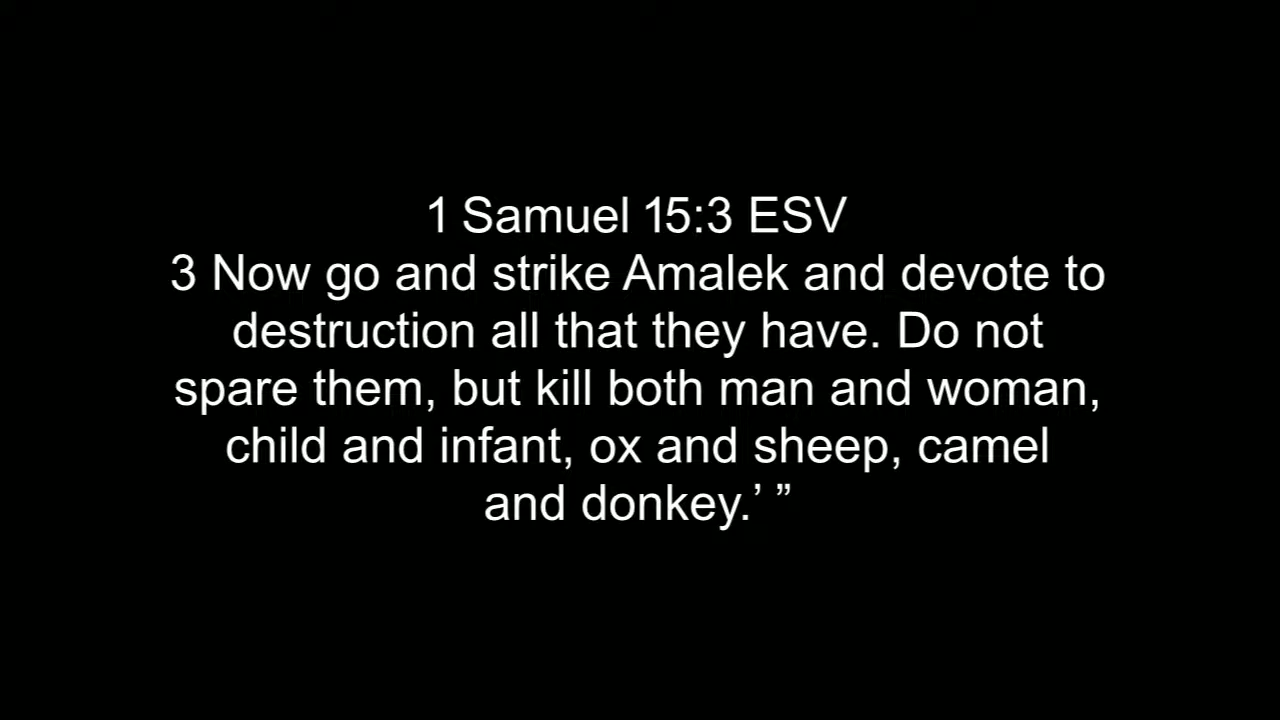 1 Samuel 15:3 ESV
3 Now go and strike Amalek and devote to
destruction all that they have. Do not
spare them, but kill both man and woman,
child and infant, ox and sheep, camel
and donkey.’ ”